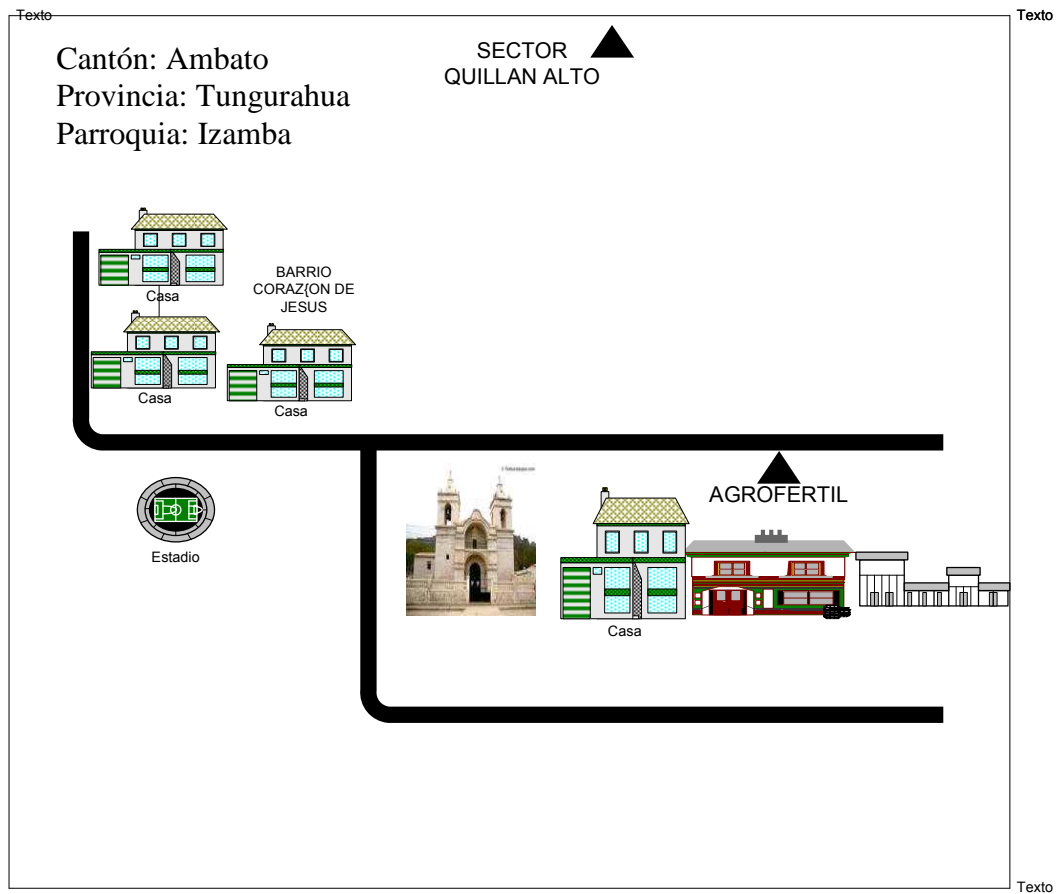 Texto
Texto
Cantón: Ambato
Provincia: Tungurahua
Parroquia: Izamba
SECTOR
QUILLAN ALTO
Casa
BARRIO
CORAZ{ON DE
JESUS
Casa
Casa
AGROFERTIL
Estadio
Casa
Texto